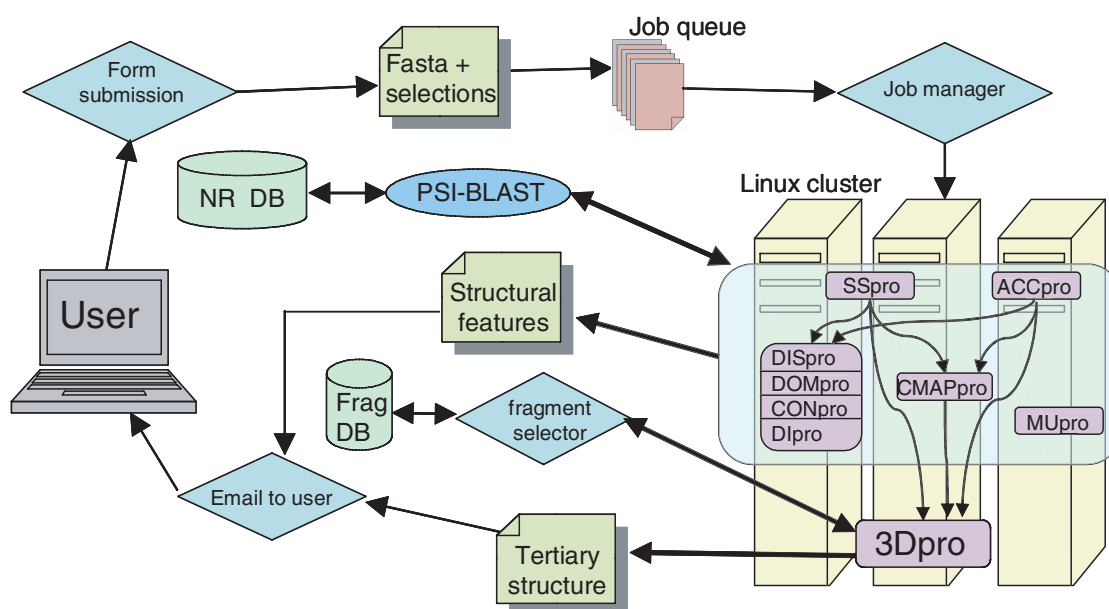 Form
submission
Fasta +
selections
Job queue
Job manager
NR DB
PSI-BLAST
Linux cluster
User
Structural
features
SSpro
ACCpro
DISpro
DOMpro
CONpro
DIpro
CMAPpro
MUpro
Frag
DB
fragment
selector
Email to user
Tertiary
structure
3Dpro